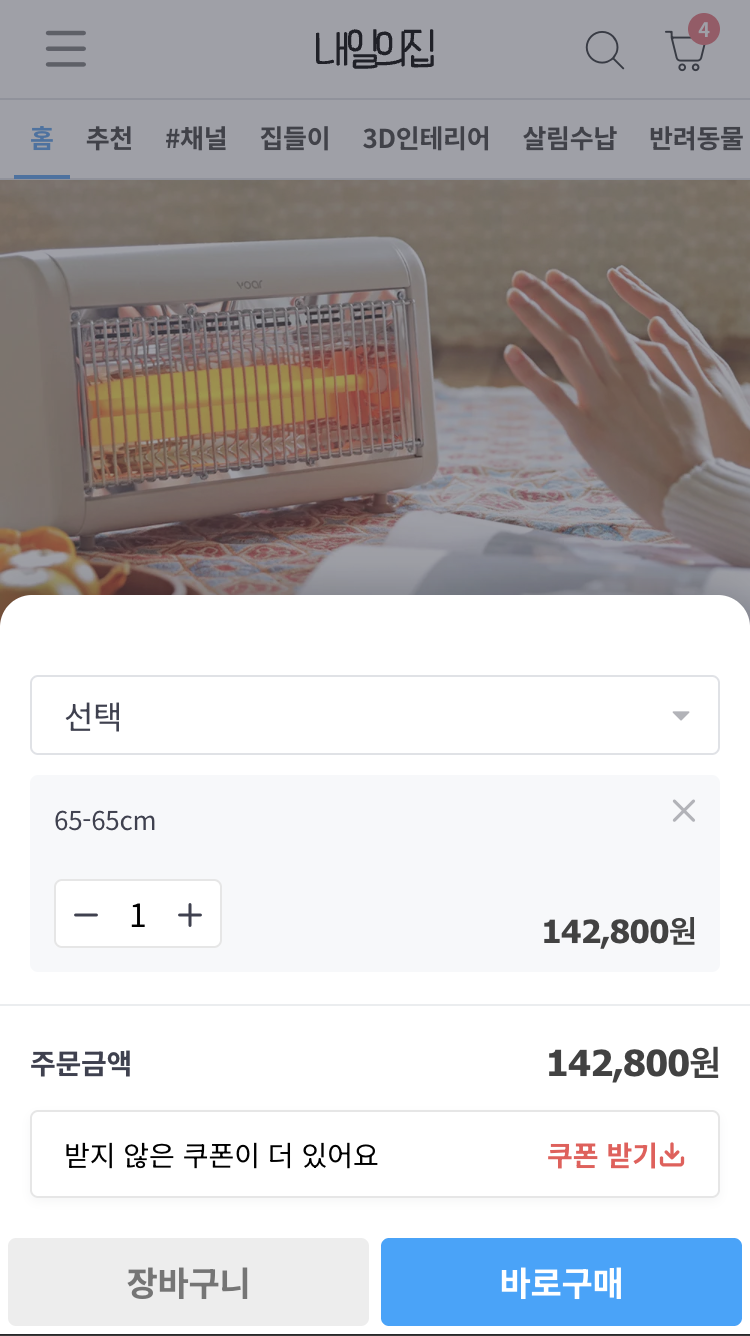 내일의집
4
홈 추천 #채널 집들이 3D인테리어 살림수납 반려동물
voor
선택
65-65cm
1
142,800원
주문금액 142,800원
받지 않은 쿠폰이 더 있어요 쿠폰 받기
장바구니 바로구매